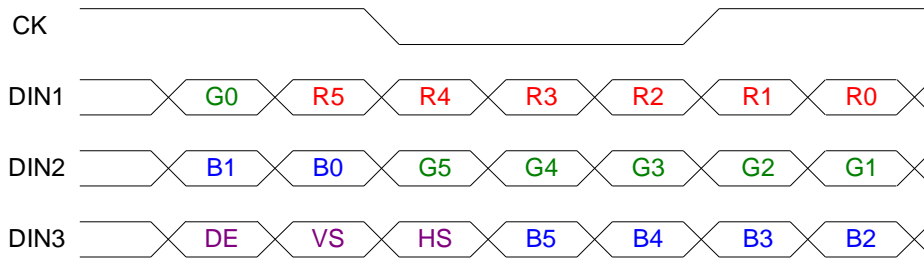 CK
DIN1 G0 R5 R4 R3 R2 R1 R0
DIN2 B1 B0 G5 G4 G3 G2 G1
DIN3 DE VS HS B5 B4 B3 B2